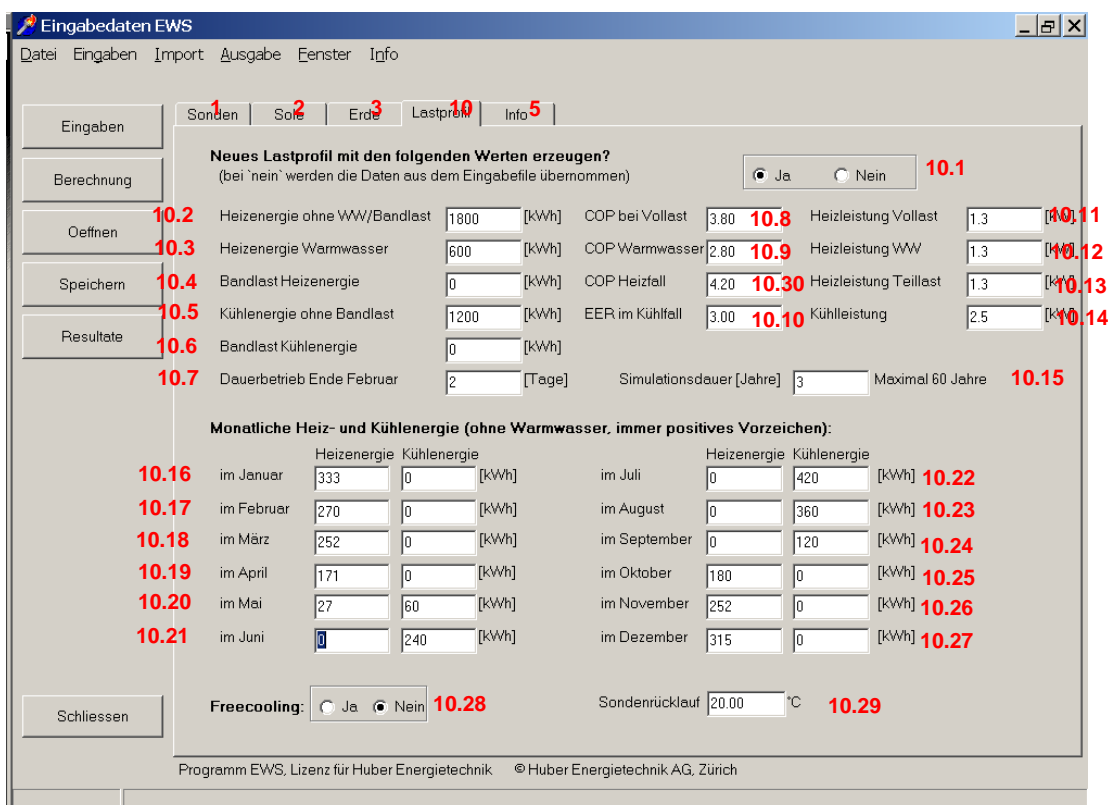 Eingabedaten EWS
Datei Eingaben Import Ausgabe Fenster Info
Sonden 1 Sole 2 Erde 3 Lastprofil 10 Info 5
Eingaben
Berechnung
Oeffnen
Speichern
Resultate
Schliessen
Neues Lastprofil mit den folgenden Werten erzeugen?
(bei `nein` werden die Daten aus dem Eingabefile übernommen)
Ja Nein 10.1
10.2 Heizenergie ohne WW/Bandlast 1800 [kWh] COP bei Vollast 3.80 10.8 Heizleistung Vollast 1.3 [kW] 10.11
10.3 Heizenergie Warmwasser 600 [kWh] COP Warmwasser 2.80 10.9 Heizleistung WW 1.3 [kW] 10.12
10.4 Bandlast Heizenergie 0 [kWh] COP Heizfall 4.20 10.30 Heizleistung Teillast 1.3 [kW] 10.13
10.5 Kühlenergie ohne Bandlast 1200 [kWh] EER im Kühlfall 3.00 10.10 Kühlleistung 2.5 [kW] 10.14
10.6 Bandlast Kühlenergie 0 [kWh]
10.7 Dauerbetrieb Ende Februar 2 [Tage] Simulationsdauer [Jahre] 3 Maximal 60 Jahre 10.15
Monatliche Heiz- und Kühlenergie (ohne Warmwasser, immer positives Vorzeichen):
Heizenergie Kühlenergie Heizenergie Kühlenergie
10.16 im Januar 333 0 [kWh] im Juli 0 420 [kWh] 10.22
10.17 im Februar 270 0 [kWh] im August 0 360 [kWh] 10.23
10.18 im März 252 0 [kWh] im September 0 120 [kWh] 10.24
10.19 im April 171 0 [kWh] im Oktober 180 0 [kWh] 10.25
10.20 im Mai 27 60 [kWh] im November 252 0 [kWh] 10.26
10.21 im Juni 0 240 [kWh] im Dezember 315 0 [kWh] 10.27
Freecooling: Ja Nein 10.28 Sondenrücklauf 20.00 °C 10.29
Programm EWS, Lizenz für Huber Energietechnik © Huber Energietechnik AG, Zürich